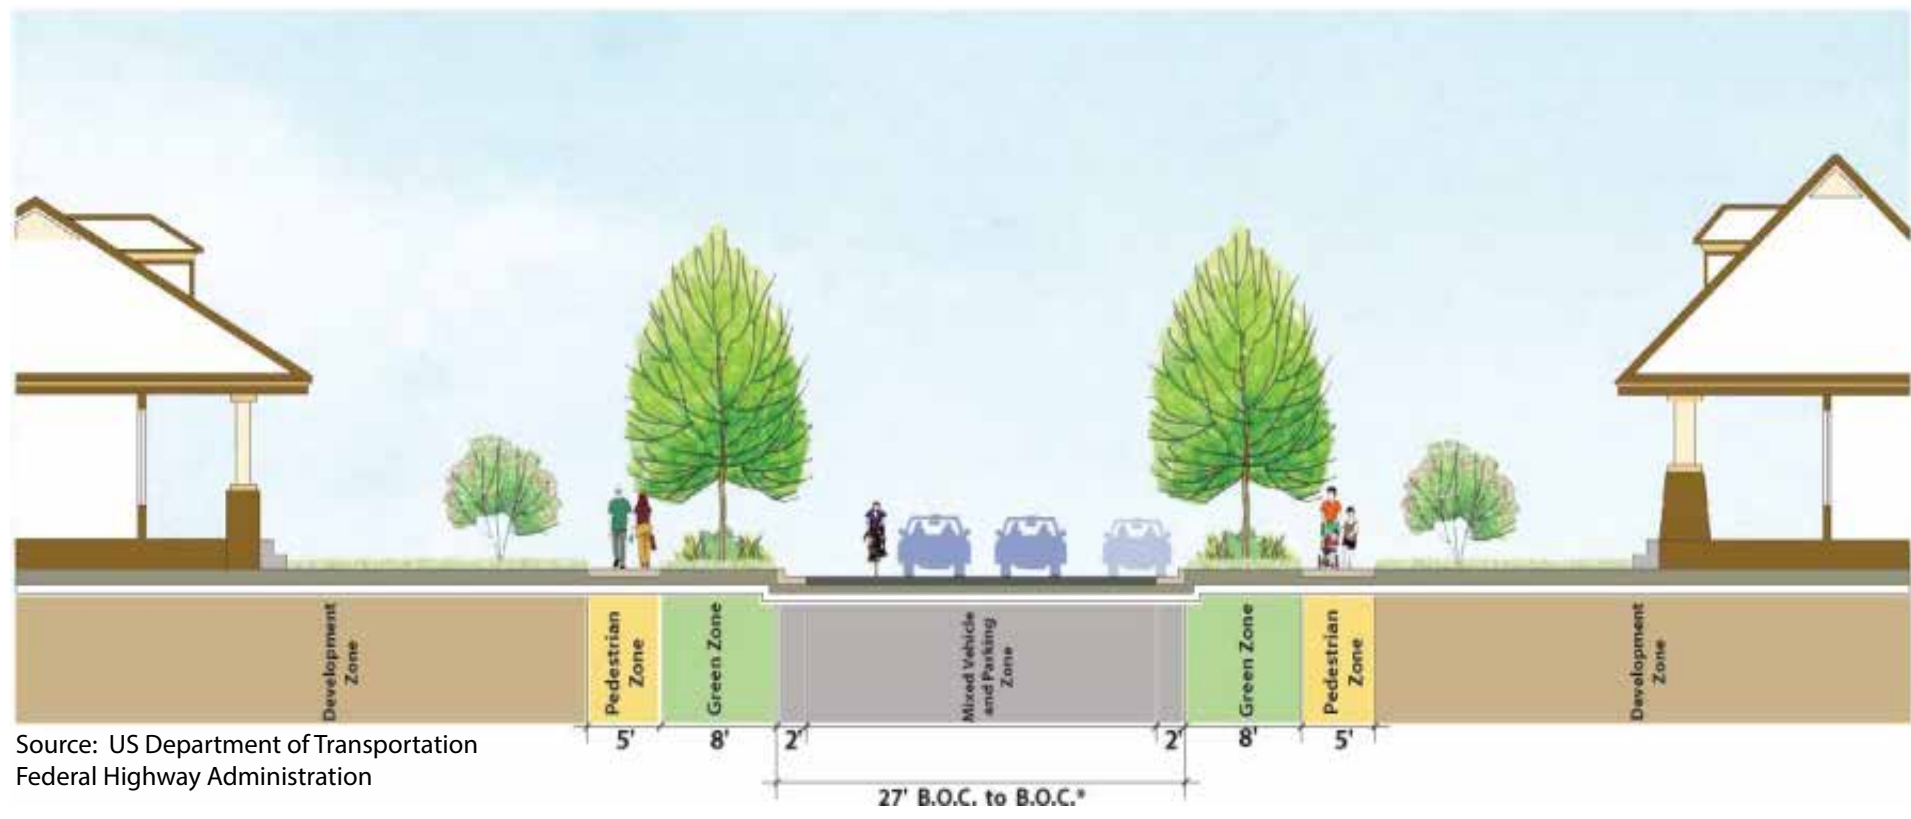 Development
Zone
Pedestrian
Zone
Green Zone
Mixed Vehicle
and Parking
Zone
Green Zone
Pedestrian
Zone
Development
Zone
5' 8' 2' 2' 8' 5'
27' B.O.C. to B.O.C.*
Source: US Department of Transportation
Federal Highway Administration